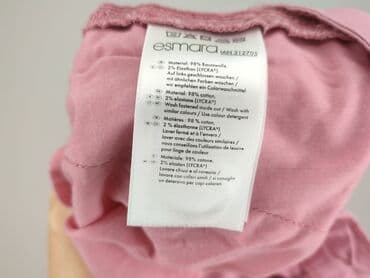 esmara IAN 312755
Material: 98% Baumwolle,
2% Elasthan (LYCRA®)
Auf links geschlossen waschen /
mit ähnlichen Farben waschen /
wir empfehlen ein Colorwaschmittel
Material: 98% cotton,
2% elastane (LYCRA®)
Wash fastened inside out / Wash with
similar colours / Use colour detergent
Matières : 98 % coton,
2 % élasthanne (LYCRA®)
Laver fermé et à l'envers /
laver avec des couleurs similaires /
nous conseillons l'utilisation de lessive
pour linge de couleur
Materiale: 98% cotone,
2% elastan (LYCRA®)
Lavare chiuso e al rovescio /
lavare con colori simili / si consiglia
un detersivo per capi colorati